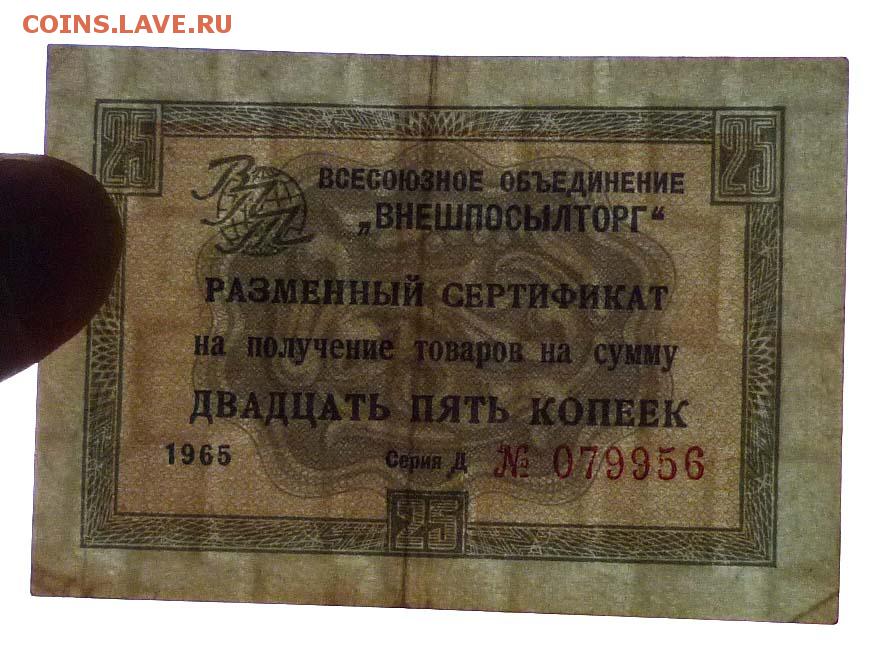 COINS.LAVE.RU
25 25
ВПТ
ВСЕСОЮЗНОЕ ОБЪЕДИНЕНИЕ
„ВНЕШПОСЫЛТОРГ“
РАЗМЕННЫЙ СЕРТИФИКАТ
на получение товаров на сумму
ДВАДЦАТЬ ПЯТЬ КОПЕЕК
1965 Серия Д № 079956
25